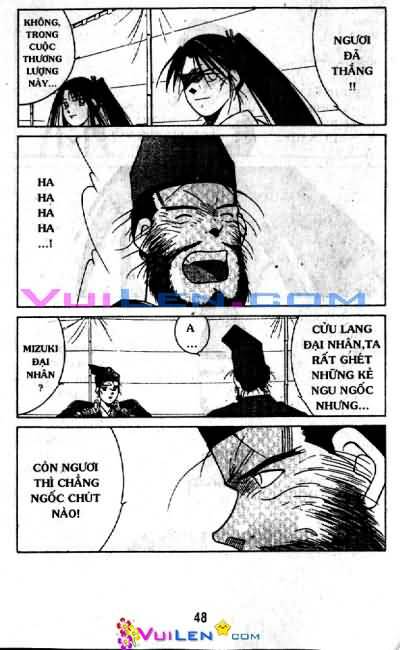 KHÔNG,
TRONG
CUỘC
THƯƠNG
LƯỢNG
NÀY...
NGƯƠI
ĐÃ
THẮNG
!!
HA
HA
HA
HA
...!
VUILEN.COM
MIZUKI
ĐẠI
NHÂN
?
A
...
CỬU LANG
ĐẠI NHÂN,TA
RẤT GHÉT
NHỮNG KẺ
NGU NGỐC
NHƯNG...
CÒN NGƯƠI
THÌ CHẲNG
NGỐC CHÚT
NÀO!
48
VUILEN.COM